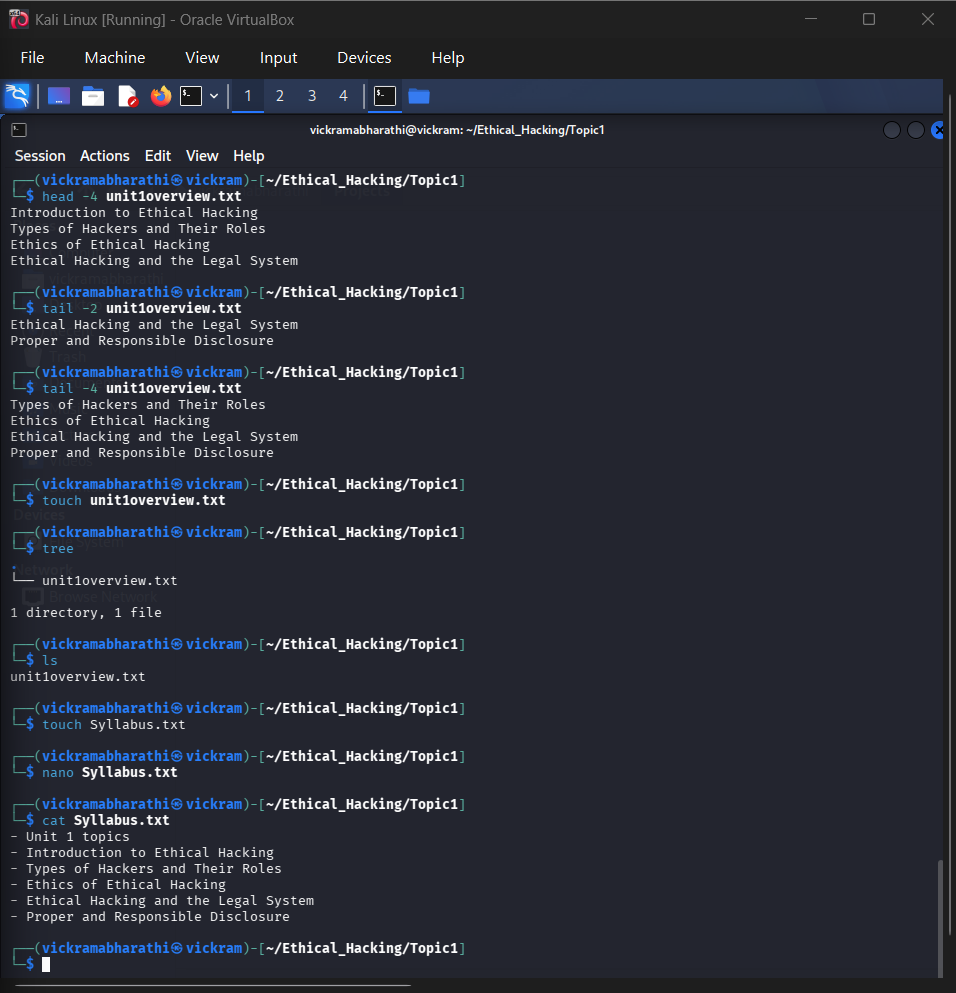 Kali Linux [Running] - Oracle VirtualBox
File Machine View Input Devices Help
1 2 3 4
vickramabharathi@vickram: ~/Ethical_Hacking/Topic1
Session Actions Edit View Help
┌──(vickramabharathi㉿vickram)-[~/Ethical_Hacking/Topic1]
└─$ head -4 unit1overview.txt
Introduction to Ethical Hacking
Types of Hackers and Their Roles
Ethics of Ethical Hacking
Ethical Hacking and the Legal System
┌──(vickramabharathi㉿vickram)-[~/Ethical_Hacking/Topic1]
└─$ tail -2 unit1overview.txt
Ethical Hacking and the Legal System
Proper and Responsible Disclosure
Trash
┌──(vickramabharathi㉿vickram)-[~/Ethical_Hacking/Topic1]
└─$ tail -4 unit1overview.txt
Types of Hackers and Their Roles
Ethics of Ethical Hacking
Ethical Hacking and the Legal System
Proper and Responsible Disclosure
┌──(vickramabharathi㉿vickram)-[~/Ethical_Hacking/Topic1]
└─$ touch unit1overview.txt
Devices
┌──(vickramabharathi㉿vickram)-[~/Ethical_Hacking/Topic1]
└─$ tree
.
Network
└── unit1overview.txt
Browse Network
1 directory, 1 file
┌──(vickramabharathi㉿vickram)-[~/Ethical_Hacking/Topic1]
└─$ ls
unit1overview.txt
┌──(vickramabharathi㉿vickram)-[~/Ethical_Hacking/Topic1]
└─$ touch Syllabus.txt
┌──(vickramabharathi㉿vickram)-[~/Ethical_Hacking/Topic1]
└─$ nano Syllabus.txt
┌──(vickramabharathi㉿vickram)-[~/Ethical_Hacking/Topic1]
└─$ cat Syllabus.txt
- Unit 1 topics
- Introduction to Ethical Hacking
- Types of Hackers and Their Roles
- Ethics of Ethical Hacking
- Ethical Hacking and the Legal System
- Proper and Responsible Disclosure
┌──(vickramabharathi㉿vickram)-[~/Ethical_Hacking/Topic1]
└─$